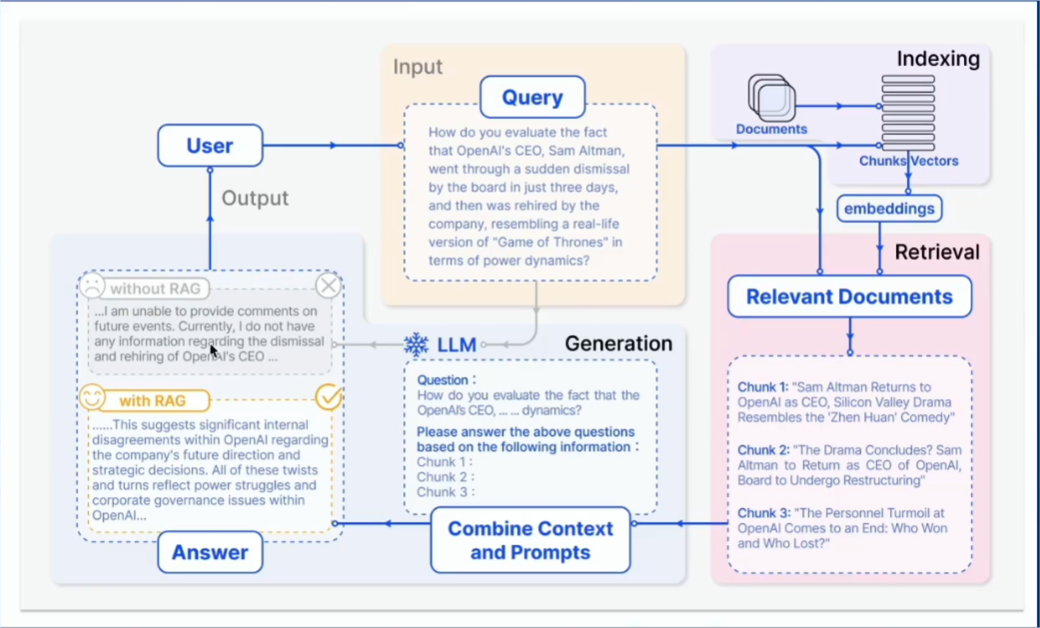 Input
Query
How do you evaluate the fact
that OpenAI's CEO, Sam Altman,
went through a sudden dismissal
by the board in just three days,
and then was rehired by the
company, resembling a real-life
version of "Game of Thrones" in
terms of power dynamics?
Indexing
Documents
Chunks Vectors
embeddings
User
Output
Retrieval
Relevant Documents
Chunk 1: "Sam Altman Returns to
OpenAI as CEO, Silicon Valley Drama
Resembles the 'Zhen Huan' Comedy"
Chunk 2: "The Drama Concludes? Sam
Altman to Return as CEO of OpenAI,
Board to Undergo Restructuring"
Chunk 3: "The Personnel Turmoil at
OpenAI Comes to an End: Who Won
and Who Lost?"
LLM
Generation
Question :
How do you evaluate the fact that the
OpenAI's CEO, ... ... dynamics?
Please answer the above questions
based on the following information :
Chunk 1 :
Chunk 2 :
Chunk 3 :
Combine Context
and Prompts
without RAG
...I am unable to provide comments on
future events. Currently, I do not have
any information regarding the dismissal
and rehiring of OpenAI's CEO ...
with RAG
......This suggests significant internal
disagreements within OpenAI regarding
the company's future direction and
strategic decisions. All of these twists
and turns reflect power struggles and
corporate governance issues within
OpenAI...
Answer